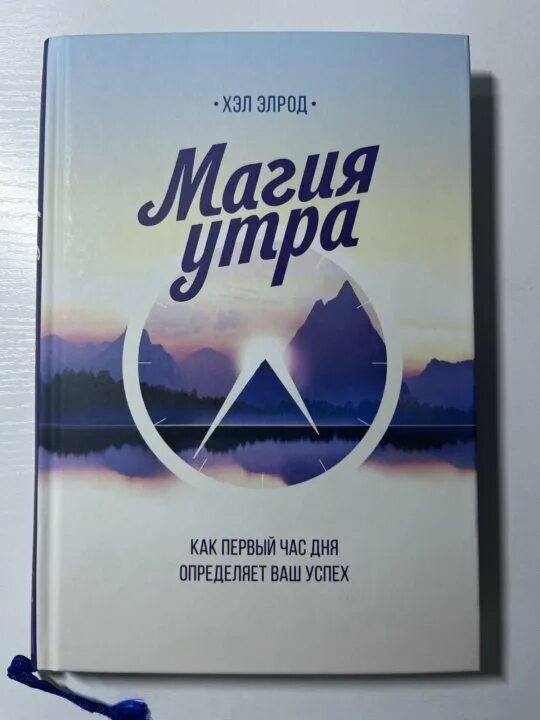 • ХЭЛ ЭЛРОД •
Магия
утра
КАК ПЕРВЫЙ ЧАС ДНЯ
ОПРЕДЕЛЯЕТ ВАШ УСПЕХ